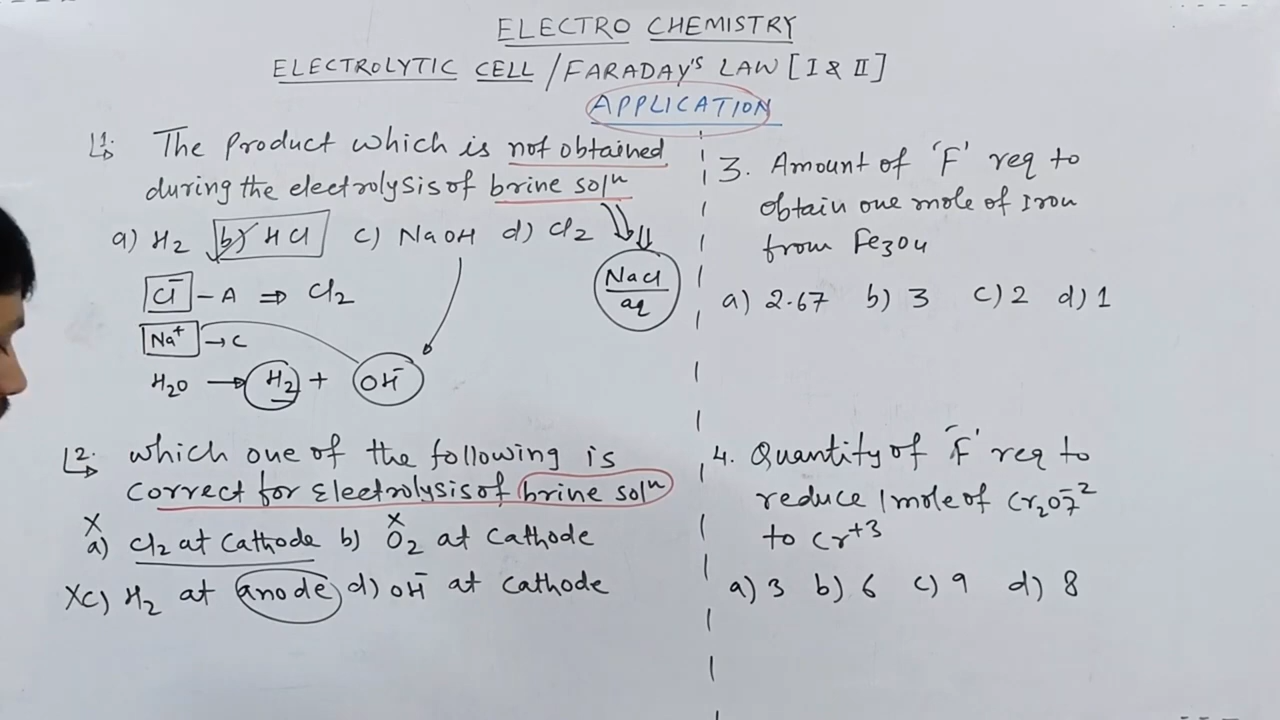 ELECTRO CHEMISTRY
ELECTROLYTIC CELL / FARADAY'S LAW [I & II]
APPLICATION
1. The Product which is not obtained
during the electrolysis of brine solⁿ
a) H2 b) HCl c) NaOH d) Cl2
NaCl
aq
Cl⁻ - A ⇒ Cl2
Na⁺ → C
H2O → H2 + OH⁻
2. which one of the following is
correct for Electrolysis of brine solⁿ
X X
a) Cl2 at Cathode b) O2 at Cathode
X c) H2 at anode d) OH⁻ at Cathode
3. Amount of 'F' req to
obtain one mole of Iron
from Fe3O4
a) 2.67 b) 3 c) 2 d) 1
4. Quantity of 'F' req to
reduce 1 mole of Cr2O7⁻²
to Cr⁺³
a) 3 b) 6 c) 9 d) 8